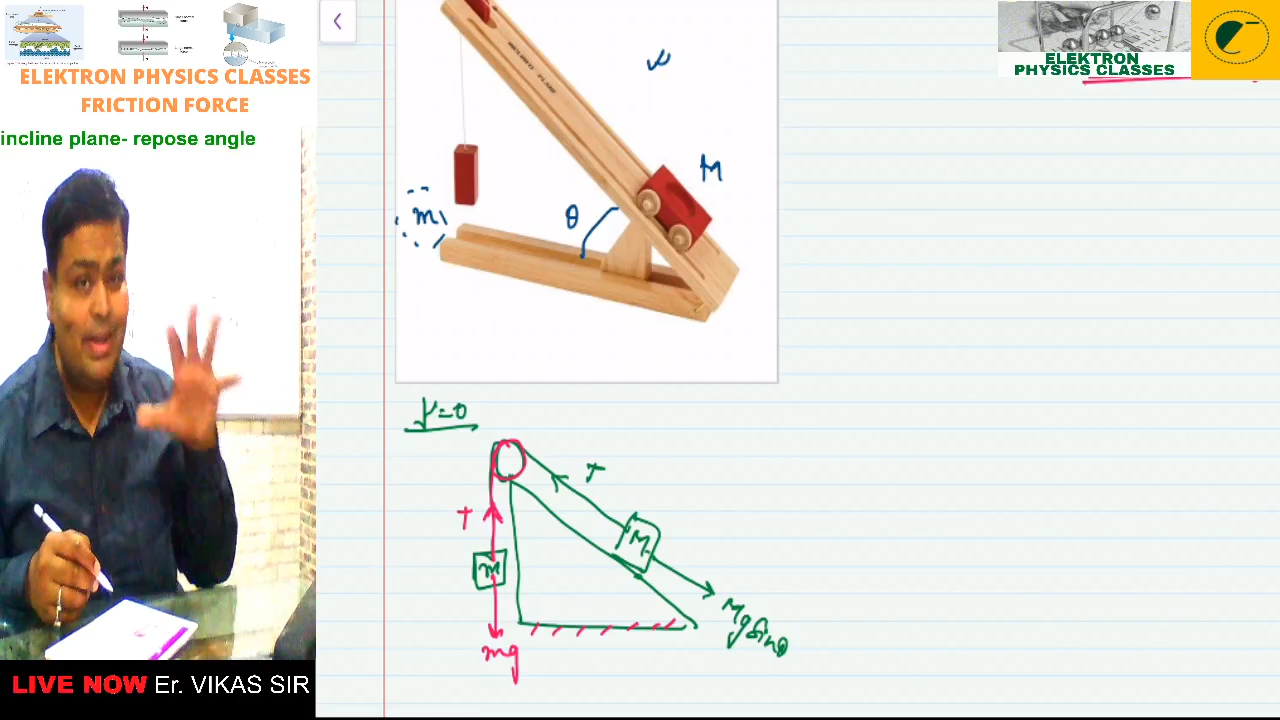 ELEKTRON PHYSICS CLASSES
FRICTION FORCE
incline plane- repose angle
ELEKTRON
PHYSICS CLASSES
μ
M
θ
m
μ=0
T
T
M
m
mg
Mg sinθ
LIVE NOW Er. VIKAS SIR